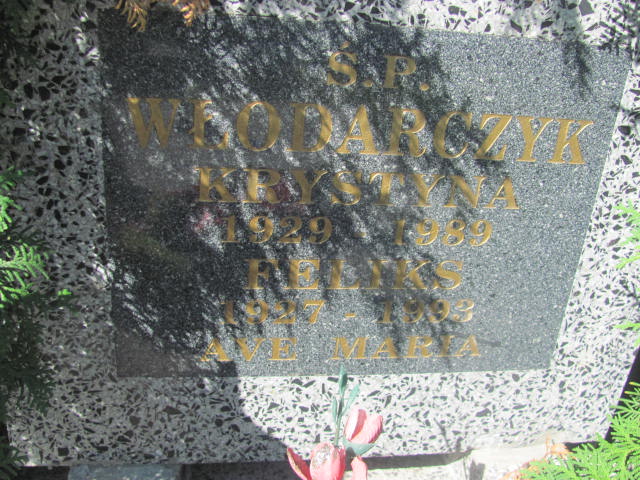 Ś.P.
WŁODARCZYK
KRYSTYNA
1929 - 1989
FELIKS
1927 - 1993
AVE MARIA